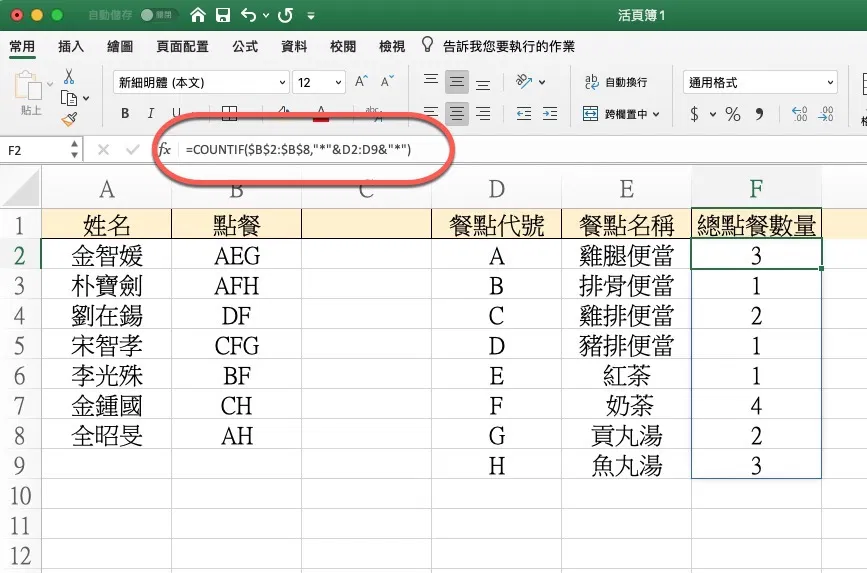 自動儲存 關閉 活頁簿1
常用 插入 繪圖 頁面配置 公式 資料 校閱 檢視 告訴我您要執行的作業
貼上 新細明體 (本文) 12 A^ A˅ ab 自動換行 通用格式
B I U A abc 跨欄置中 $ % 9
F2 fx =COUNTIF($B$2:$B$8,"*"&D2:D9&"*")
A B C D E F
1 姓名 點餐 餐點代號 餐點名稱 總點餐數量
2 金智媛 AEG A 雞腿便當 3
3 朴寶劍 AFH B 排骨便當 1
4 劉在錫 DF C 雞排便當 2
5 宋智孝 CFG D 豬排便當 1
6 李光殊 BF E 紅茶 1
7 金鍾國 CH F 奶茶 4
8 全昭旻 AH G 貢丸湯 2
9 H 魚丸湯 3
10
11
12